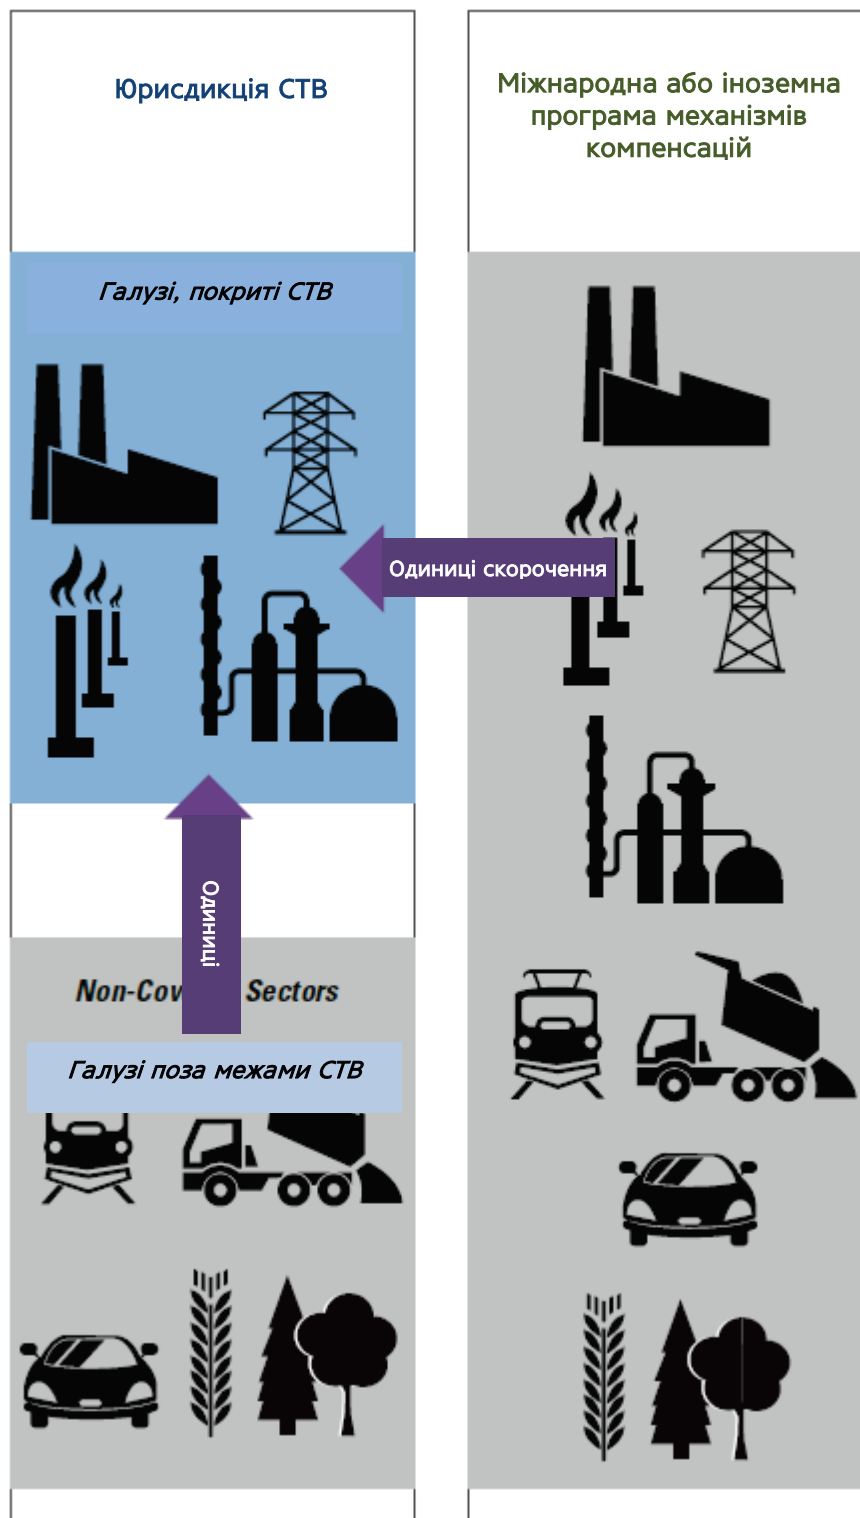 Юрисдикція СТВ
Міжнародна або іноземна
програма механізмів
компенсацій
Галузі, покриті СТВ
Одиниці скорочення
Одиниці
Sectors
Галузі поза межами СТВ